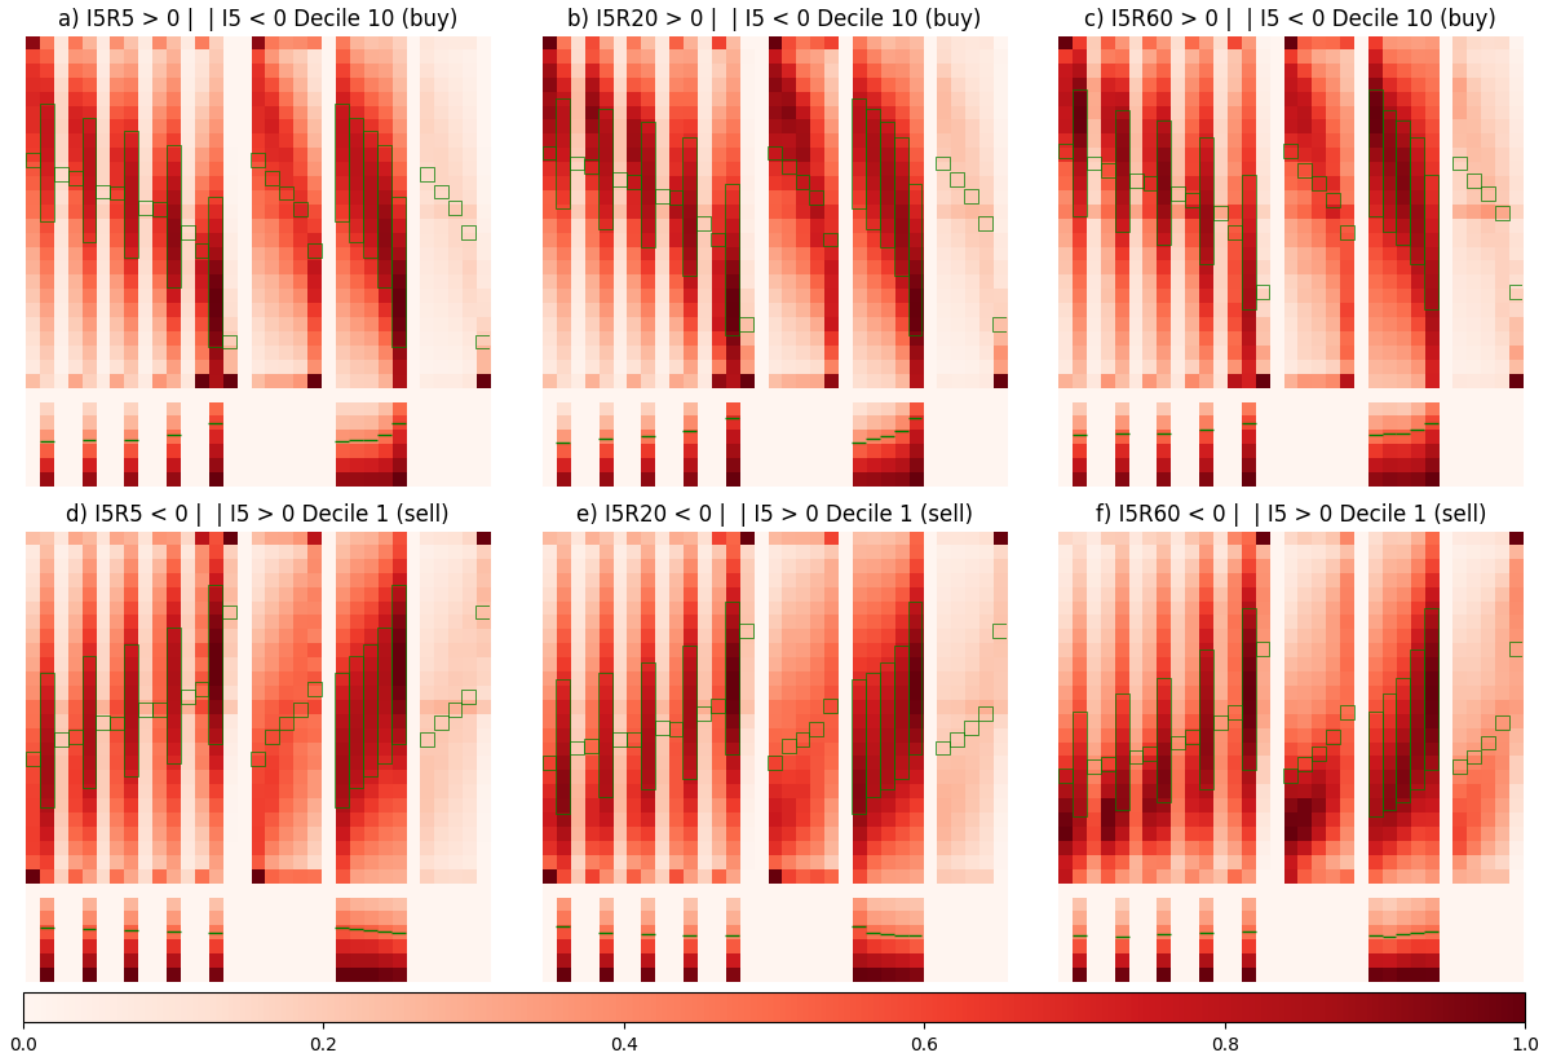 a) I5R5 > 0 | | I5 < 0 Decile 10 (buy)
b) I5R20 > 0 | | I5 < 0 Decile 10 (buy)
c) I5R60 > 0 | | I5 < 0 Decile 10 (buy)
d) I5R5 < 0 | | I5 > 0 Decile 1 (sell)
e) I5R20 < 0 | | I5 > 0 Decile 1 (sell)
f) I5R60 < 0 | | I5 > 0 Decile 1 (sell)
0.0 0.2 0.4 0.6 0.8 1.0